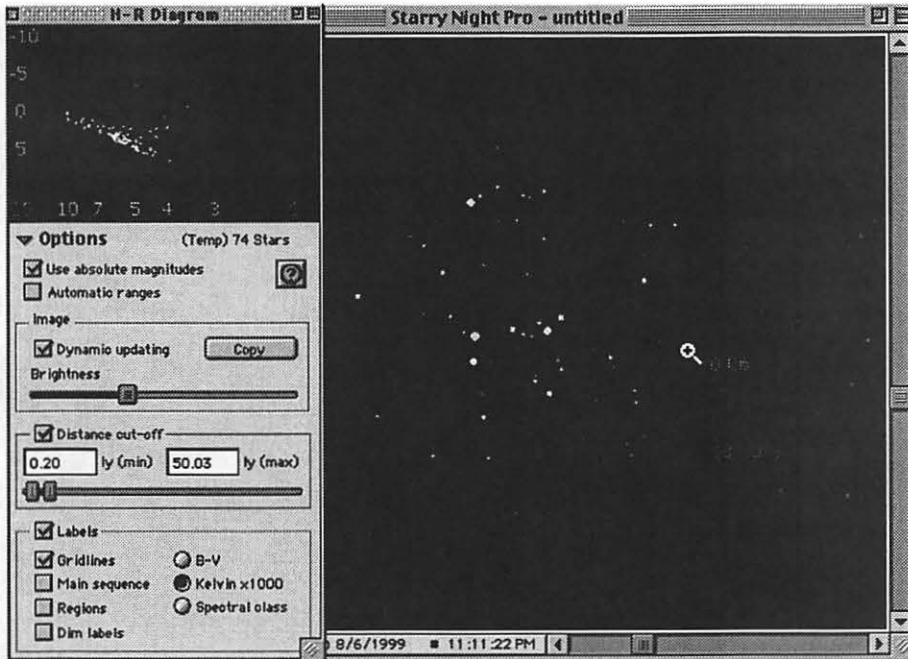 H-R Diagram
-10
-5
0
5
10 7 5 4 3
Options (Temp) 74 Stars
Use absolute magnitudes
Automatic ranges
Image
Dynamic updating Copy
Brightness
Distance cut-off
0.20 ly (min) 50.03 ly (max)
Labels
Gridlines B-V
Main sequence Kelvin x1000
Regions Spectral class
Dim labels
Starry Night Pro - untitled
8/6/1999 11:11:22 PM